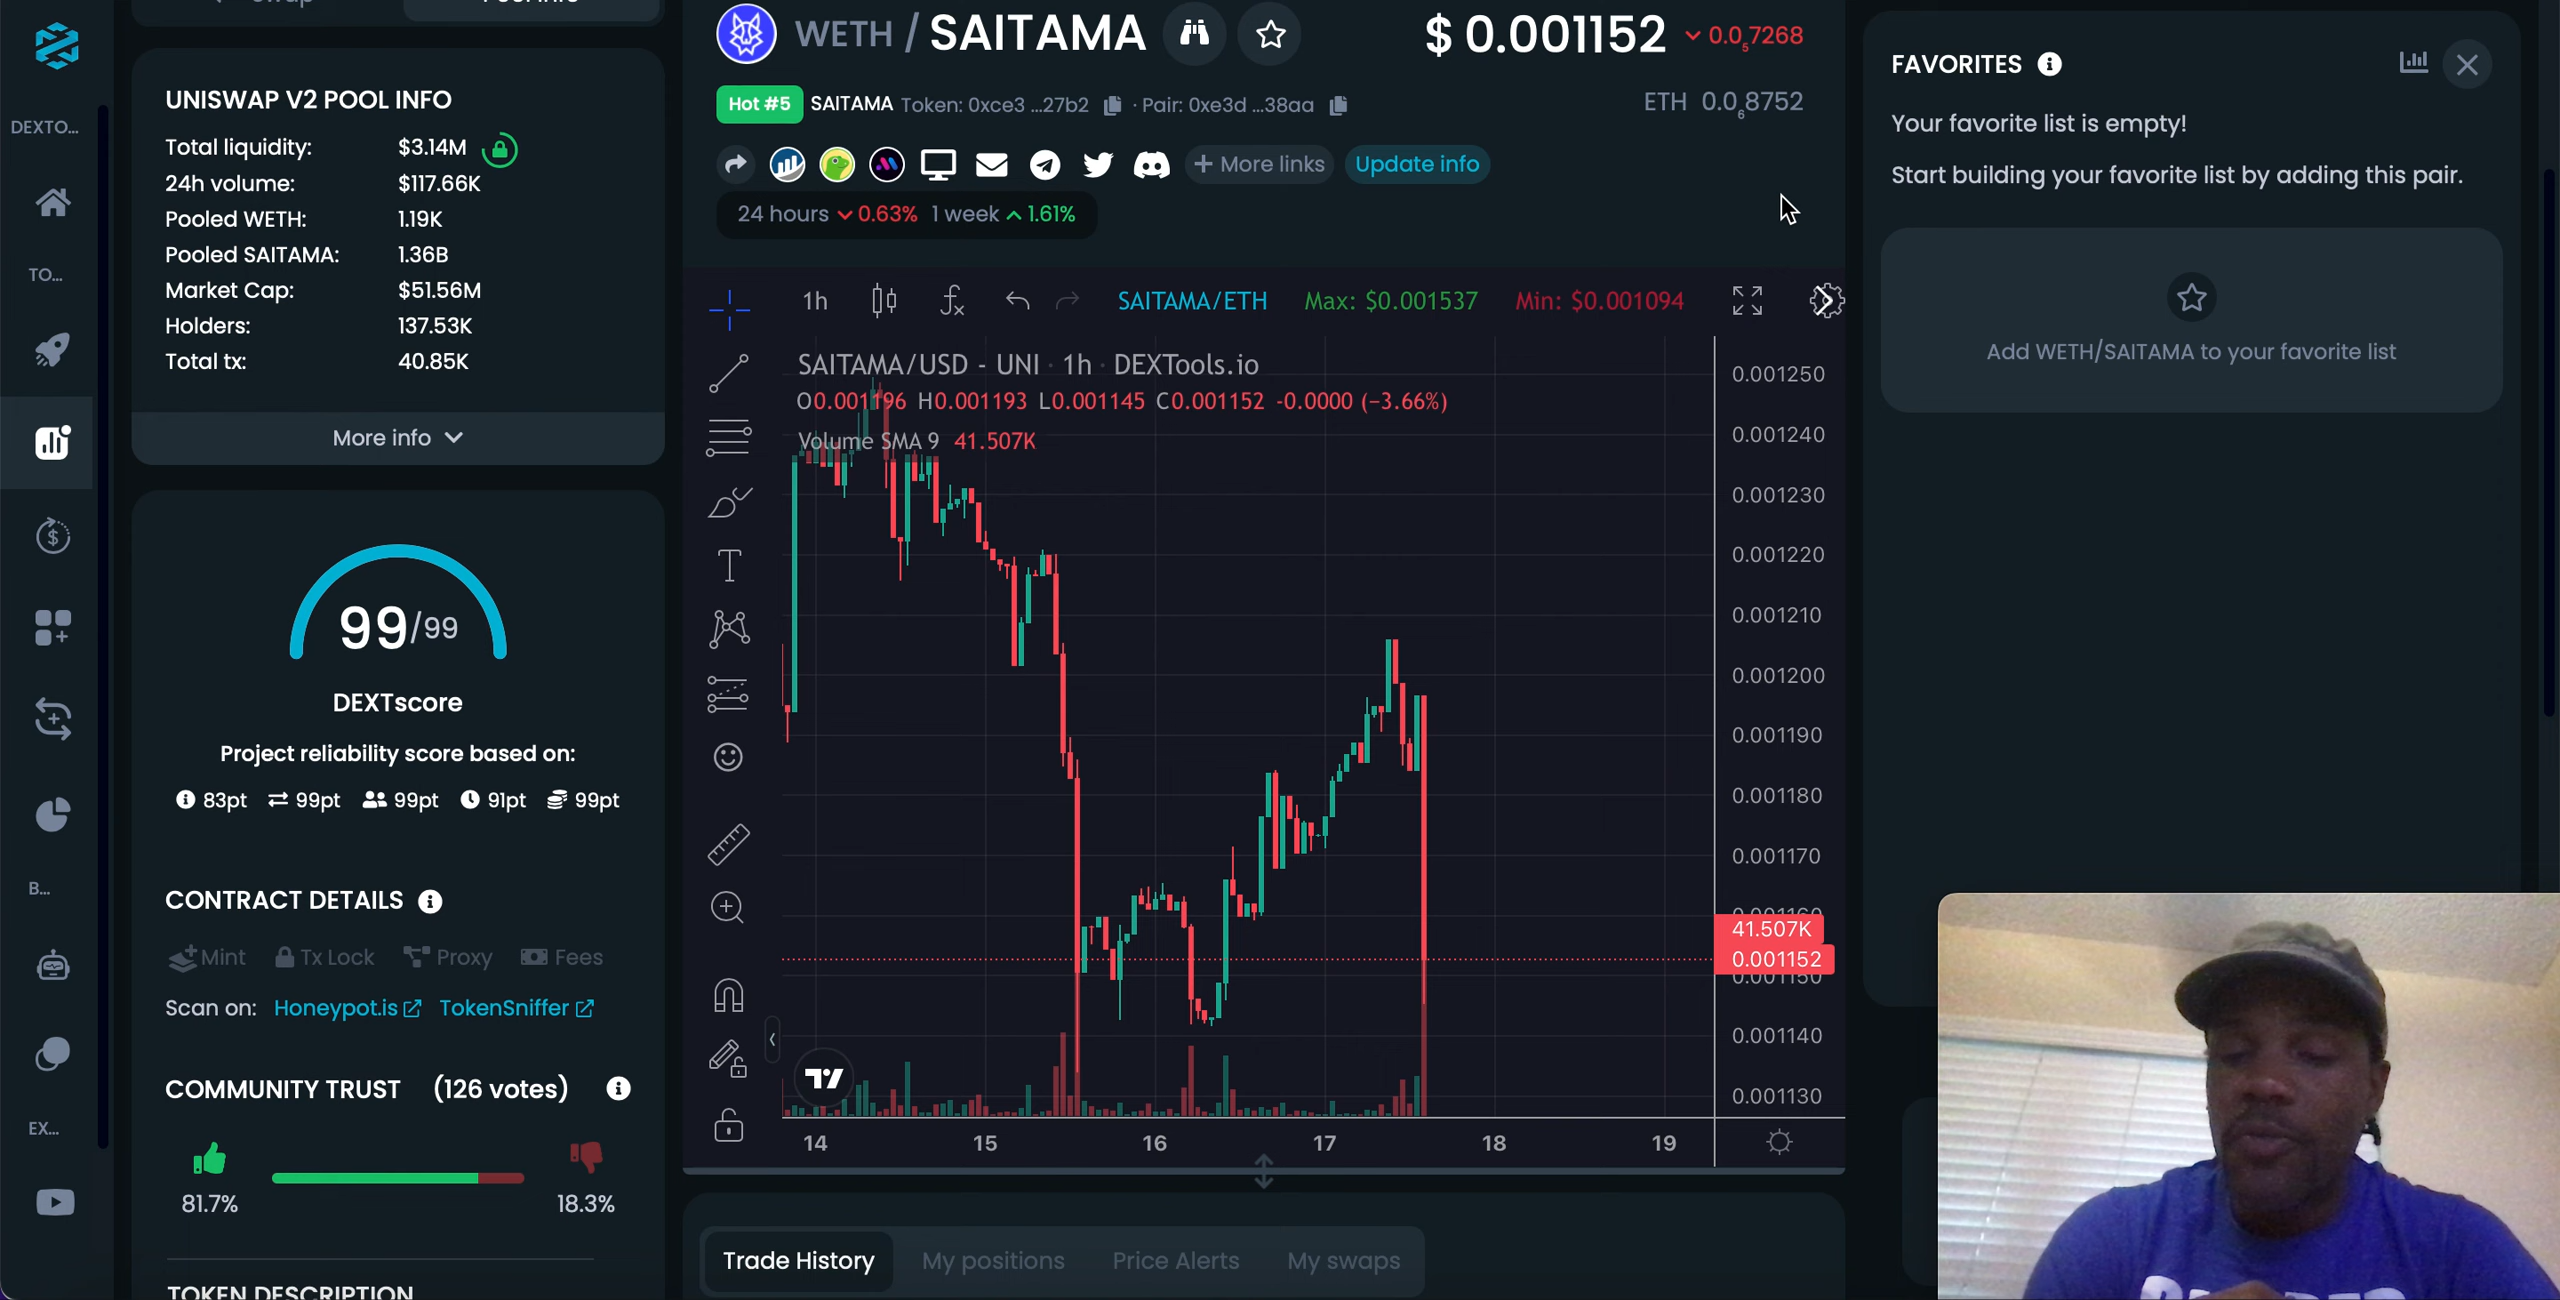 DEXTO...
TO...
B...
EX...
UNISWAP V2 POOL INFO
Total liquidity: $3.14M
24h volume: $117.66K
Pooled WETH: 1.19K
Pooled SAITAMA: 1.36B
Market Cap: $51.56M
Holders: 137.53K
Total tx: 40.85K
More info
99/99
DEXTscore
Project reliability score based on:
83pt 99pt 99pt 91pt 99pt
CONTRACT DETAILS
Mint Tx Lock Proxy Fees
Scan on: Honeypot.is TokenSniffer
COMMUNITY TRUST (126 votes)
81.7% 18.3%
TOKEN DESCRIPTION
WETH / SAITAMA
$ 0.001152 0.0₅7268
Hot #5 SAITAMA Token: 0xce3 ...27b2 · Pair: 0xe3d ...38aa
ETH 0.0₆8752
+ More links Update info
24 hours 0.63% 1 week 1.61%
1h SAITAMA/ETH Max: $0.001537 Min: $0.001094
SAITAMA/USD - UNI · 1h · DEXTools.io
O0.001196 H0.001193 L0.001145 C0.001152 -0.0000 (−3.66%)
Volume SMA 9 41.507K
0.001250
0.001240
0.001230
0.001220
0.001210
0.001200
0.001190
0.001180
0.001170
0.001160
41.507K
0.001152
0.001150
0.001140
0.001130
14 15 16 17 18 19
Trade History My positions Price Alerts My swaps
FAVORITES
Your favorite list is empty!
Start building your favorite list by adding this pair.
Add WETH/SAITAMA to your favorite list